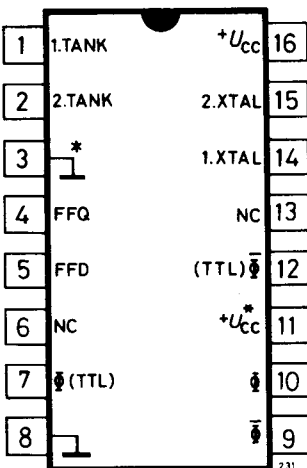 1 1.TANK +Ucc 16
2 2.TANK 2.XTAL 15
3 * 1.XTAL 14
4 FFQ NC 13
5 FFD (TTL)Φ̅ 12
6 NC +Ucc* 11
7 Φ(TTL) Φ 10
8 Φ̅ 9